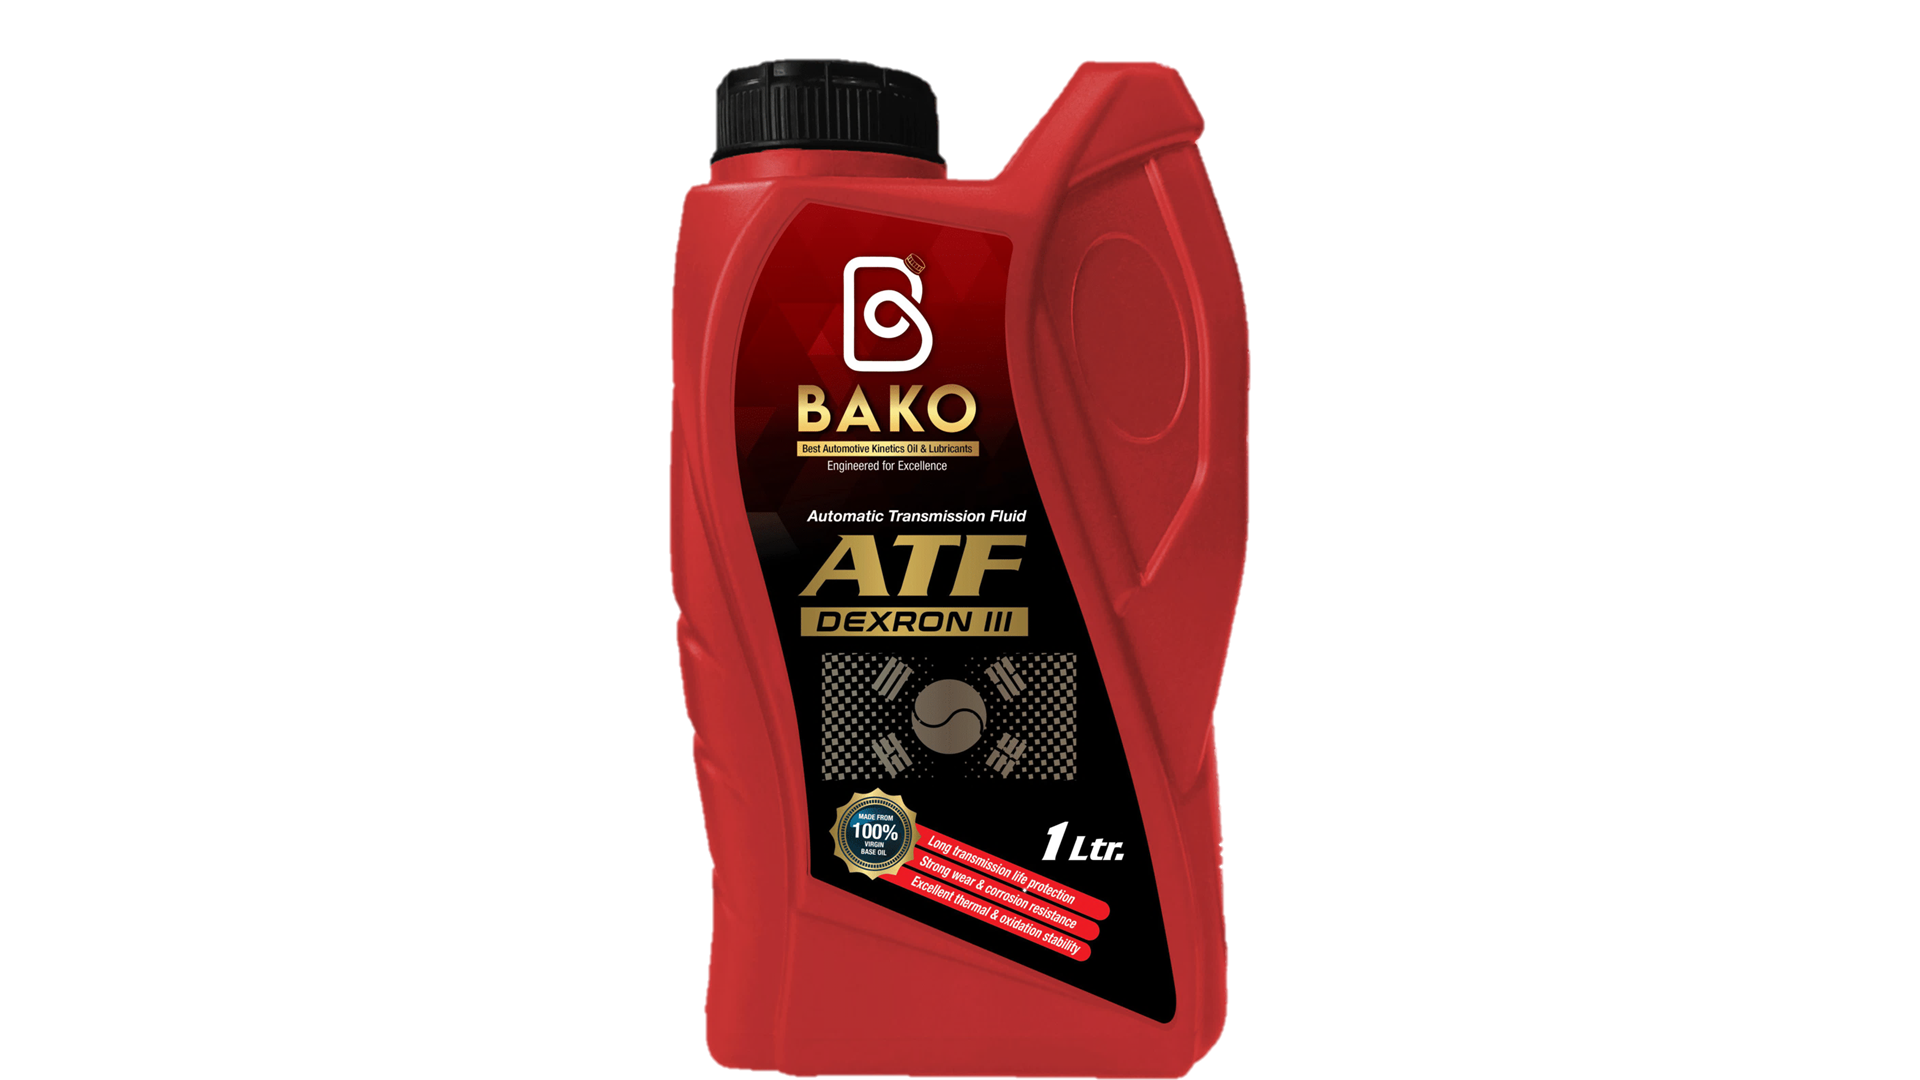 BAKO
Best Automotive Kinetics Oil & Lubricants
Engineered for Excellence
Automatic Transmission Fluid
ATF
DEXRON III
MADE FROM
100%
VIRGIN
BASE OIL
1 Ltr.
Long transmission life protection
Strong wear & corrosion resistance
Excellent thermal & oxidation stability